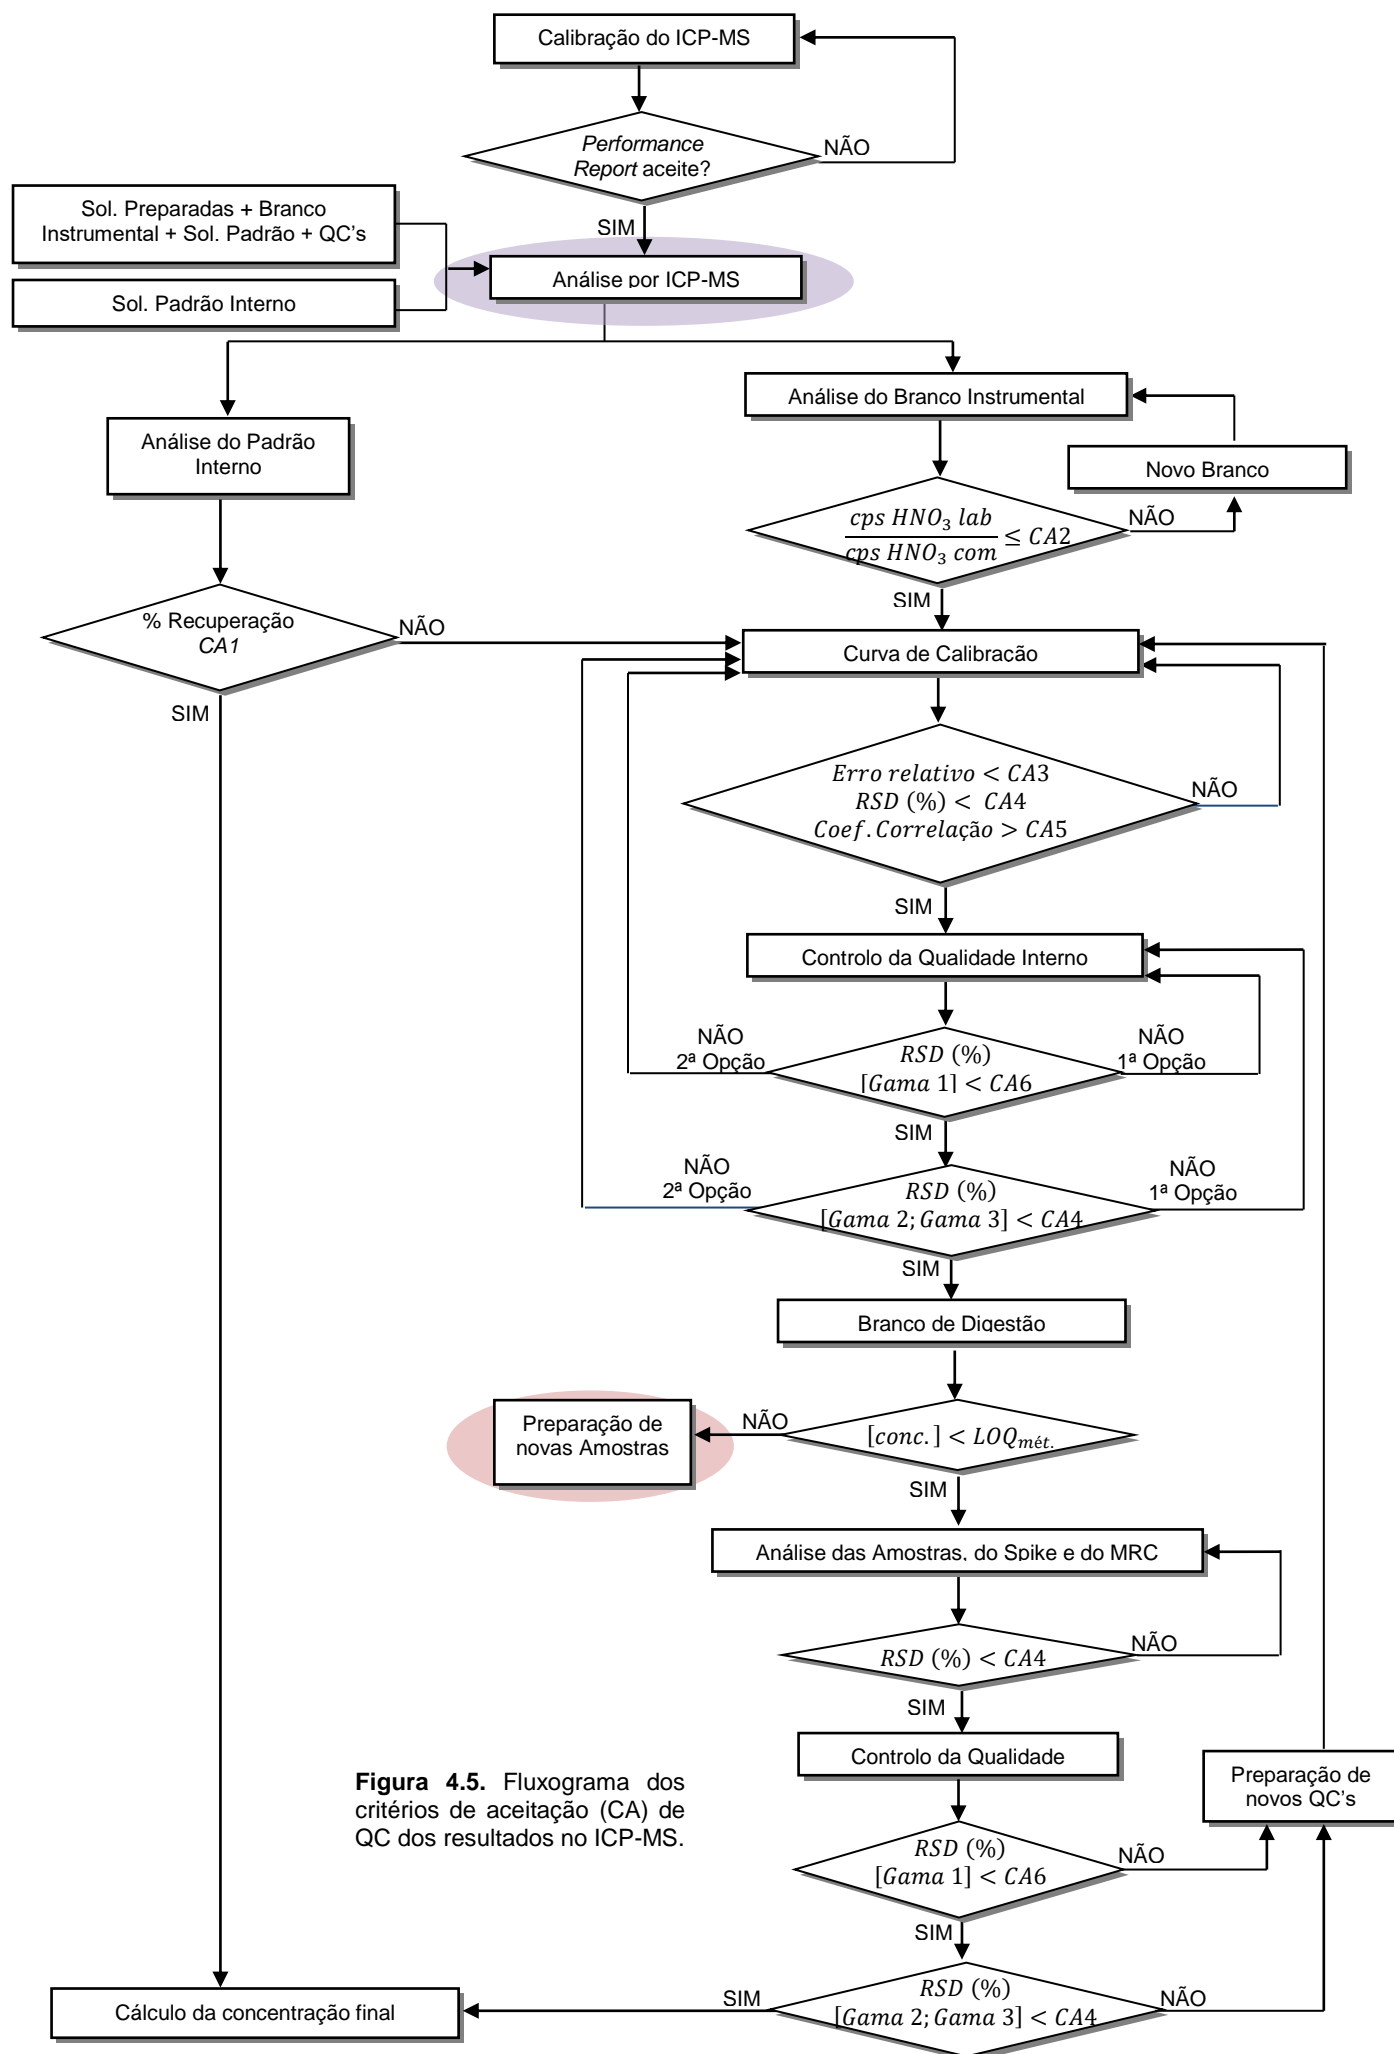 Calibração do ICP-MS
Performance
Report aceite?
NÃO
SIM
Sol. Preparadas + Branco
Instrumental + Sol. Padrão + QC's
Sol. Padrão Interno
Análise por ICP-MS
Análise do Branco Instrumental
Análise do Padrão
Interno
Novo Branco
cps HNO₃ lab
cps HNO₃ com
≤ CA2
NÃO
SIM
% Recuperação
CA1
NÃO
SIM
Curva de Calibração
Erro relativo < CA3
RSD (%) < CA4
Coef. Correlação > CA5
NÃO
SIM
Controlo da Qualidade Interno
NÃO
2ª Opção
RSD (%)
[Gama 1] < CA6
NÃO
1ª Opção
SIM
NÃO
2ª Opção
RSD (%)
[Gama 2; Gama 3] < CA4
NÃO
1ª Opção
SIM
Branco de Digestão
Preparação de
novas Amostras
NÃO
[conc.] < LOQmét.
SIM
Análise das Amostras, do Spike e do MRC
RSD (%) < CA4
NÃO
SIM
Controlo da Qualidade
Preparação de
novos QC's
Figura 4.5. Fluxograma dos
critérios de aceitação (CA) de
QC dos resultados no ICP-MS.
RSD (%)
[Gama 1] < CA6
NÃO
SIM
RSD (%)
[Gama 2; Gama 3] < CA4
NÃO
SIM
Cálculo da concentração final